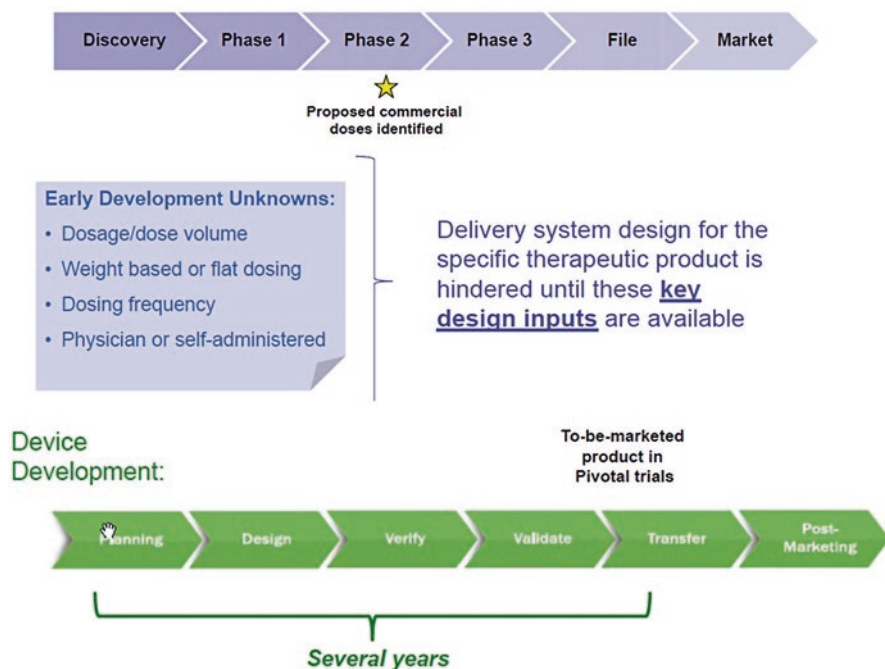 Discovery
Phase 1
Phase 2
Phase 3
File
Market
Proposed commercial
doses identified
Early Development Unknowns:
• Dosage/dose volume
• Weight based or flat dosing
• Dosing frequency
• Physician or self-administered
Delivery system design for the
specific therapeutic product is
hindered until these key
design inputs are available
Device
Development:
To-be-marketed
product in
Pivotal trials
Planning
Design
Verify
Validate
Transfer
Post-
Marketing
Several years